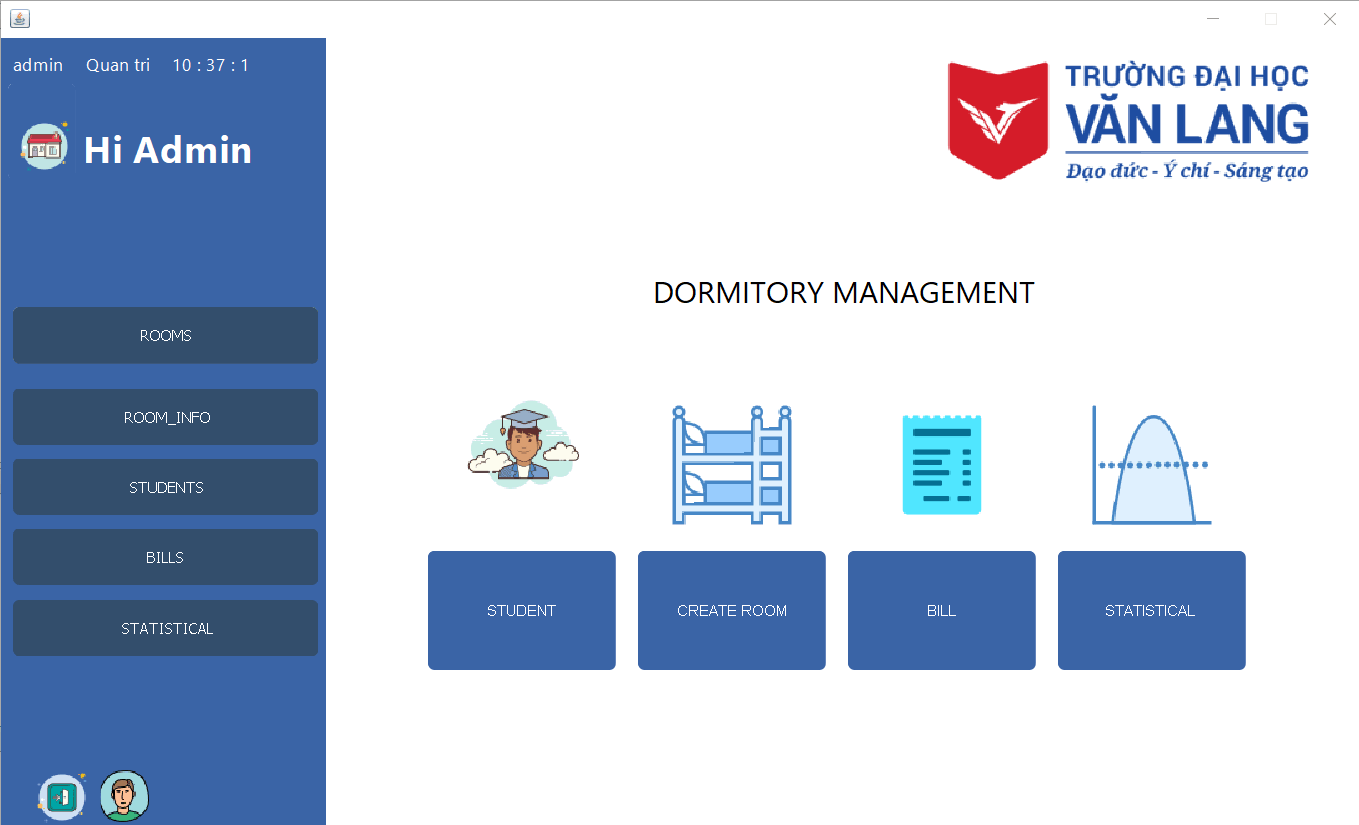 admin Quan tri 10 : 37 : 1
Hi Admin
ROOMS
ROOM_INFO
STUDENTS
BILLS
STATISTICAL
TRƯỜNG ĐẠI HỌC
VĂN LANG
Đạo đức - Ý chí - Sáng tạo
DORMITORY MANAGEMENT
STUDENT
CREATE ROOM
BILL
STATISTICAL